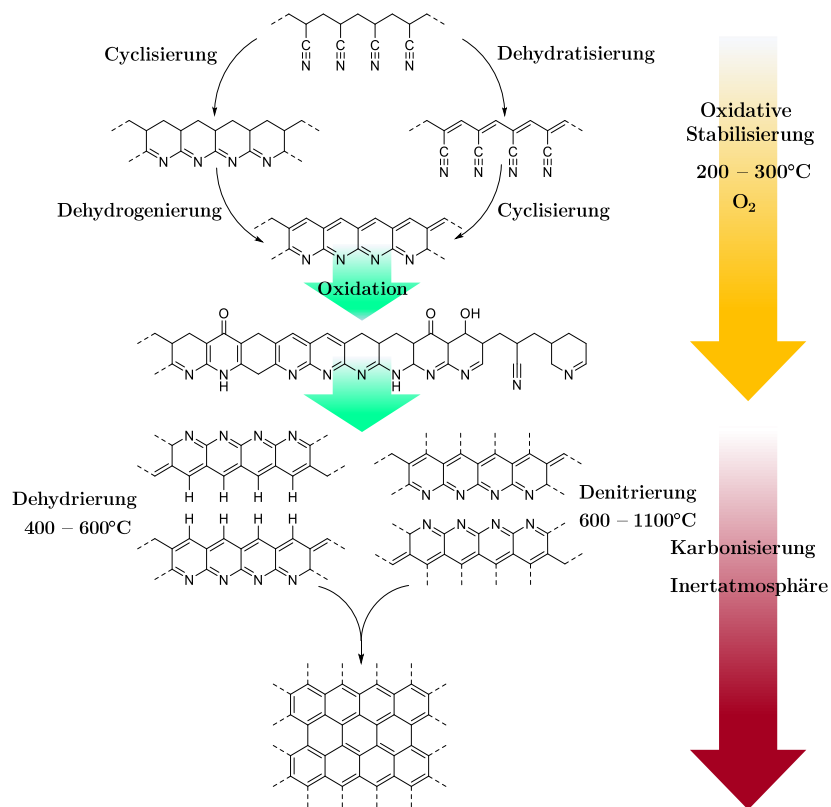 C C C C
N N N N
Cyclisierung
Dehydratisierung
Oxidative
Stabilisierung
200 – 300°C
O₂
C C C C
N N N N
N N N N
Dehydrogenierung
Cyclisierung
N N N N
Oxidation
O O OH
N N N N N N N N N
H H
N N N N
H H H H
Dehydrierung
400 – 600°C
H H H H
N N N N
N N N N
Denitrierung
600 – 1100°C
N N N N
Karbonisierung
Inertatmosphäre